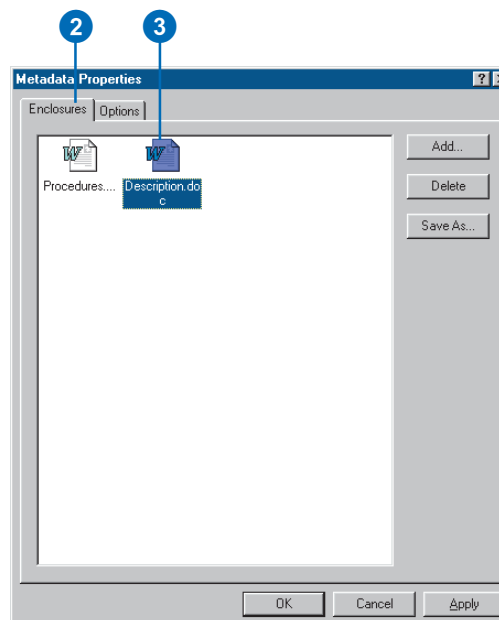 2 3
Metadata Properties
Enclosures Options
Add...
Procedures.... Description.do
c
Delete
Save As...
OK Cancel Apply